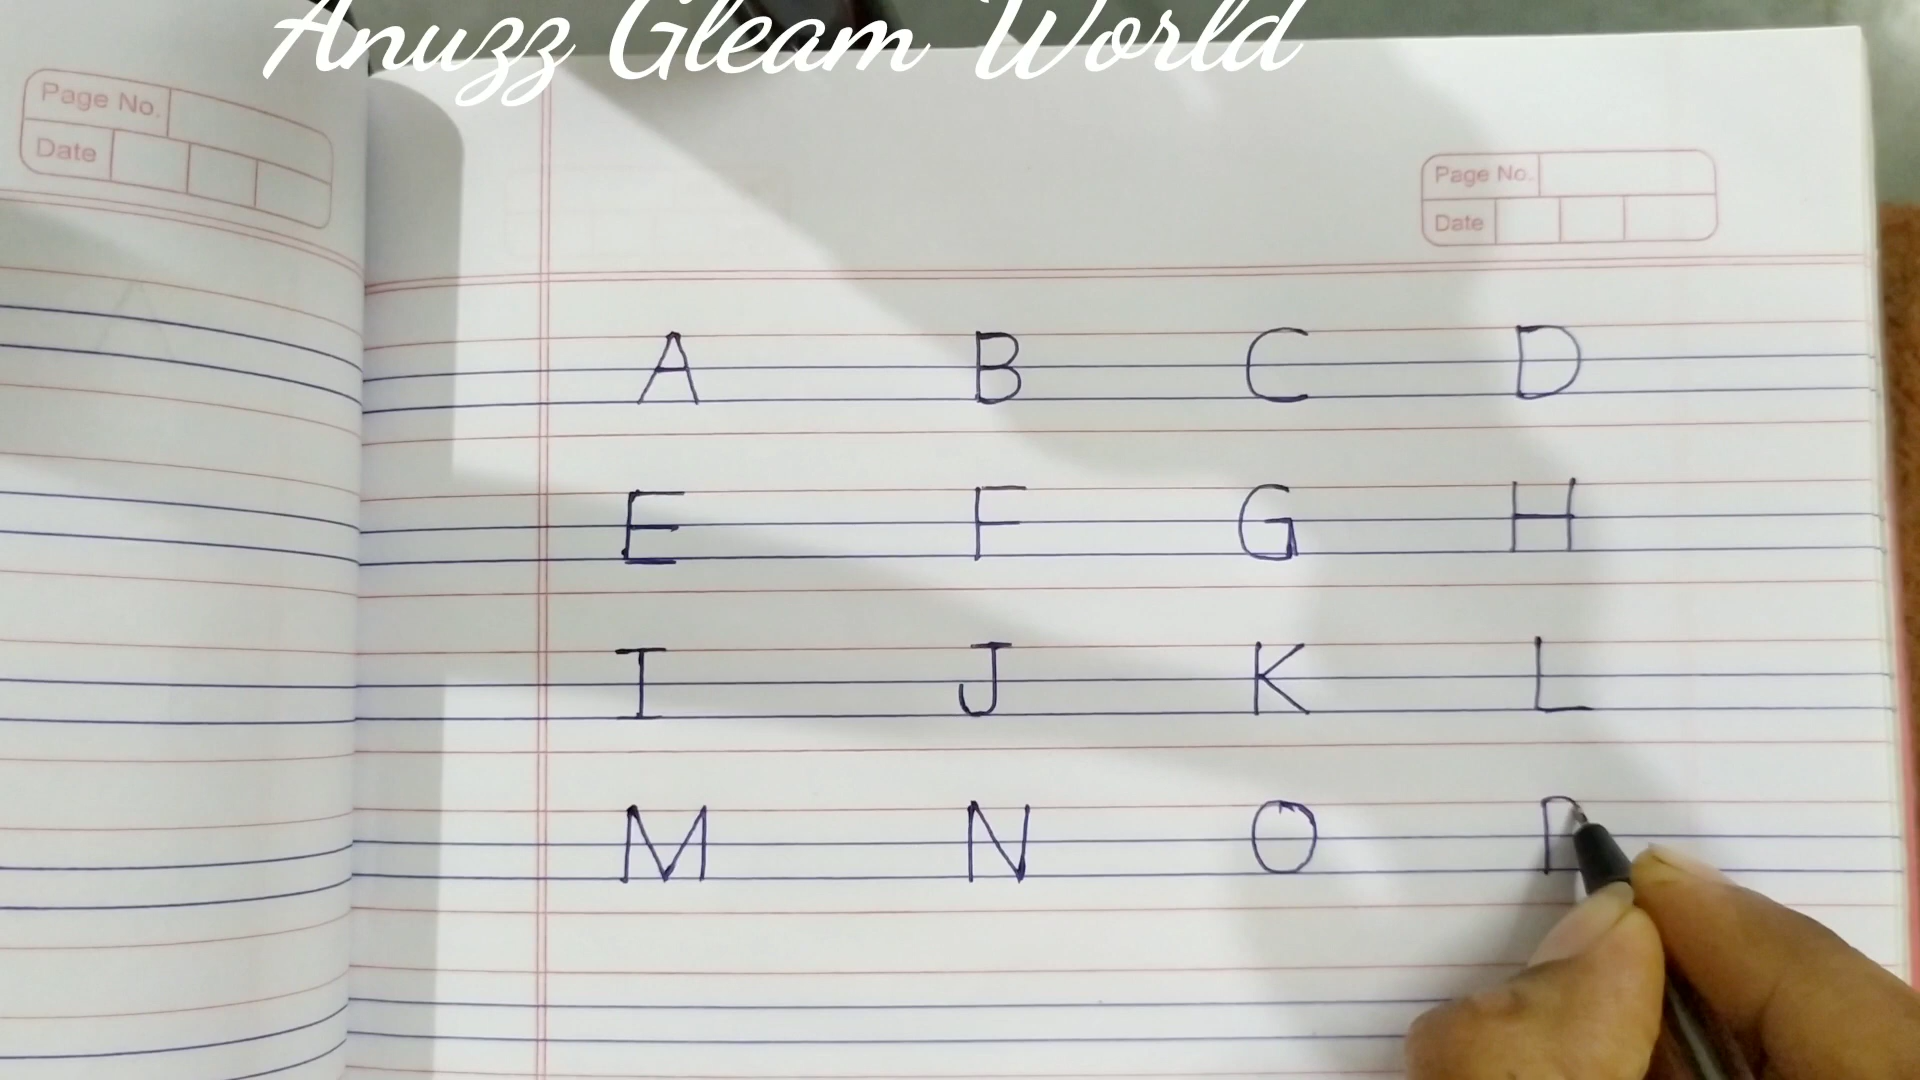 Anuzz Gleam World
Page No.
Date
Page No.
Date
A B C D
E F G H
I J K L
M N O